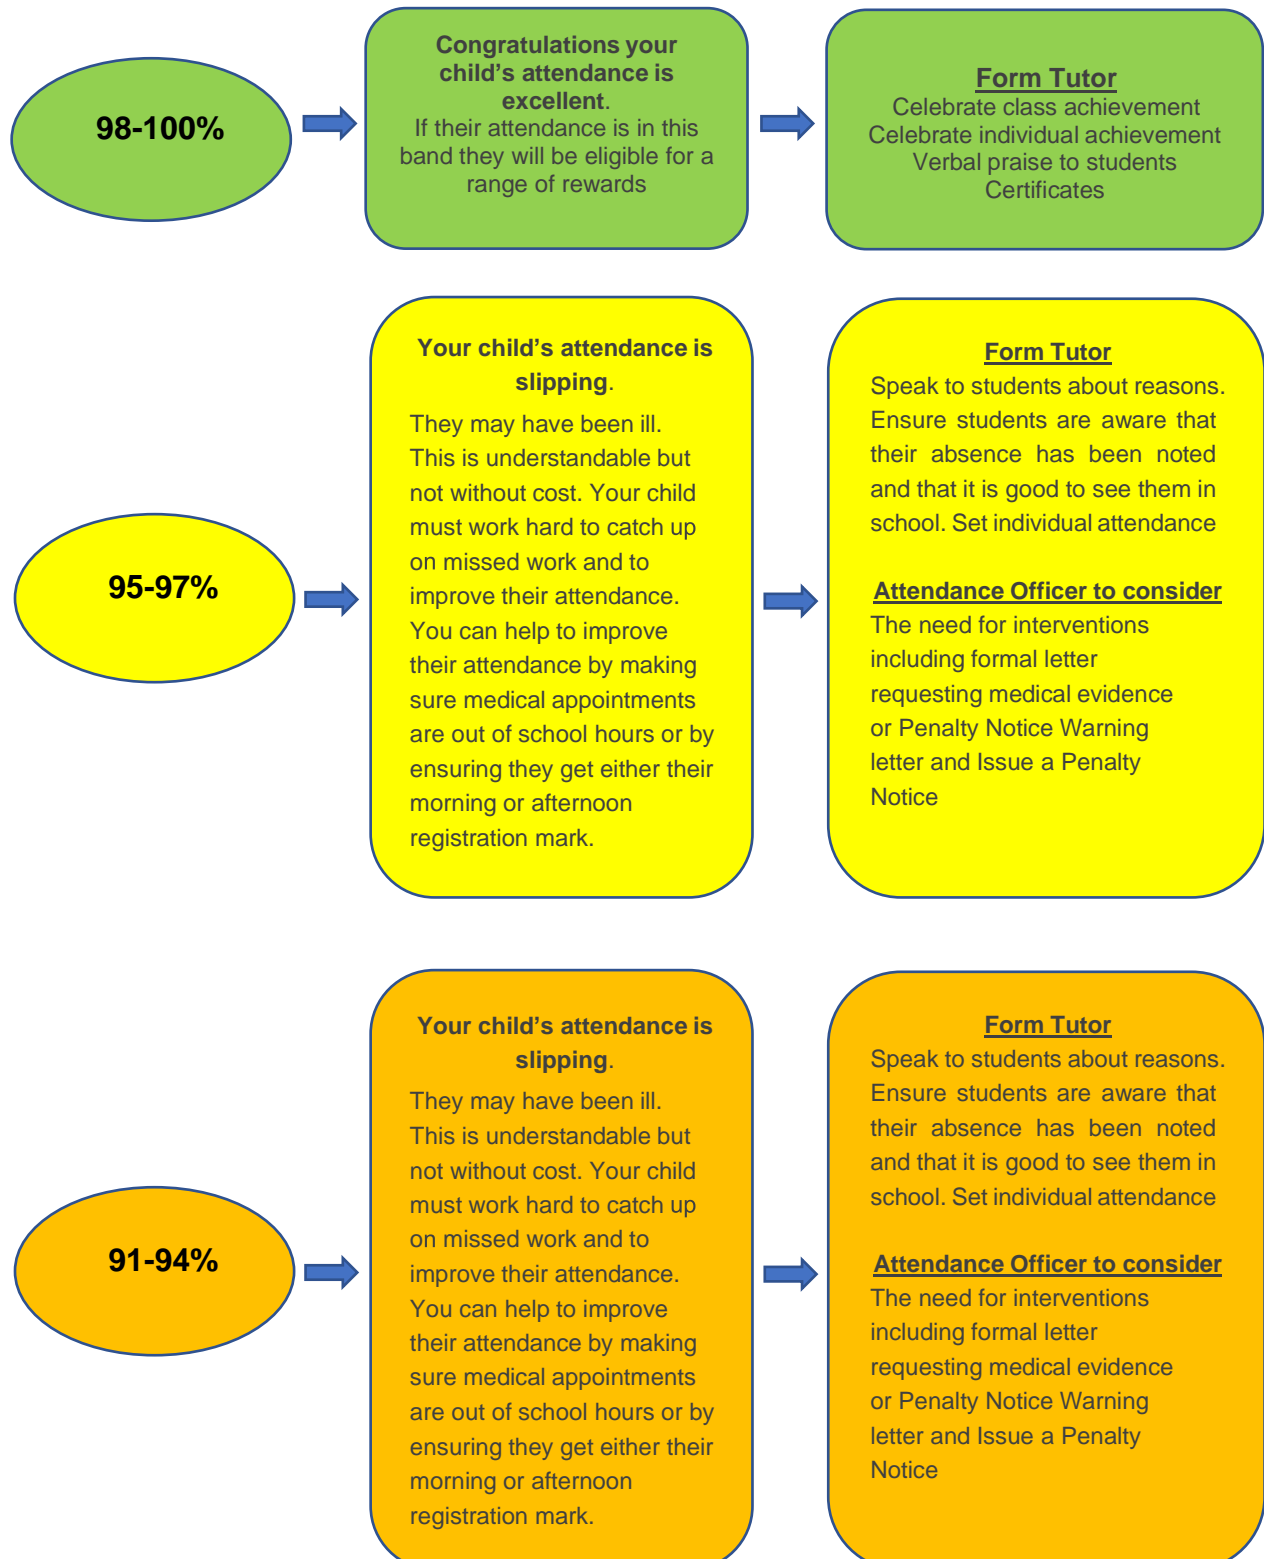 98-100%
Congratulations your
child’s attendance is
excellent.
If their attendance is in this
band they will be eligible for a
range of rewards
Form Tutor
Celebrate class achievement
Celebrate individual achievement
Verbal praise to students
Certificates
95-97%
Your child’s attendance is
slipping.
They may have been ill.
This is understandable but
not without cost. Your child
must work hard to catch up
on missed work and to
improve their attendance.
You can help to improve
their attendance by making
sure medical appointments
are out of school hours or by
ensuring they get either their
morning or afternoon
registration mark.
Form Tutor
Speak to students about reasons.
Ensure students are aware that
their absence has been noted
and that it is good to see them in
school. Set individual attendance
Attendance Officer to consider
The need for interventions
including formal letter
requesting medical evidence
or Penalty Notice Warning
letter and Issue a Penalty
Notice
91-94%
Your child’s attendance is
slipping.
They may have been ill.
This is understandable but
not without cost. Your child
must work hard to catch up
on missed work and to
improve their attendance.
You can help to improve
their attendance by making
sure medical appointments
are out of school hours or by
ensuring they get either their
morning or afternoon
registration mark.
Form Tutor
Speak to students about reasons.
Ensure students are aware that
their absence has been noted
and that it is good to see them in
school. Set individual attendance
Attendance Officer to consider
The need for interventions
including formal letter
requesting medical evidence
or Penalty Notice Warning
letter and Issue a Penalty
Notice